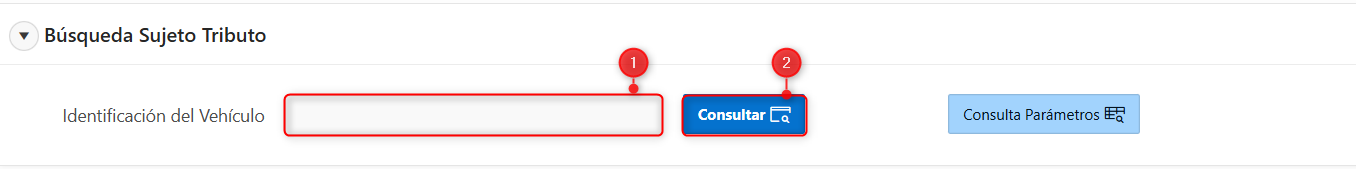 Búsqueda Sujeto Tributo
1
2
Identificación del Vehículo
Consultar
Consulta Parámetros